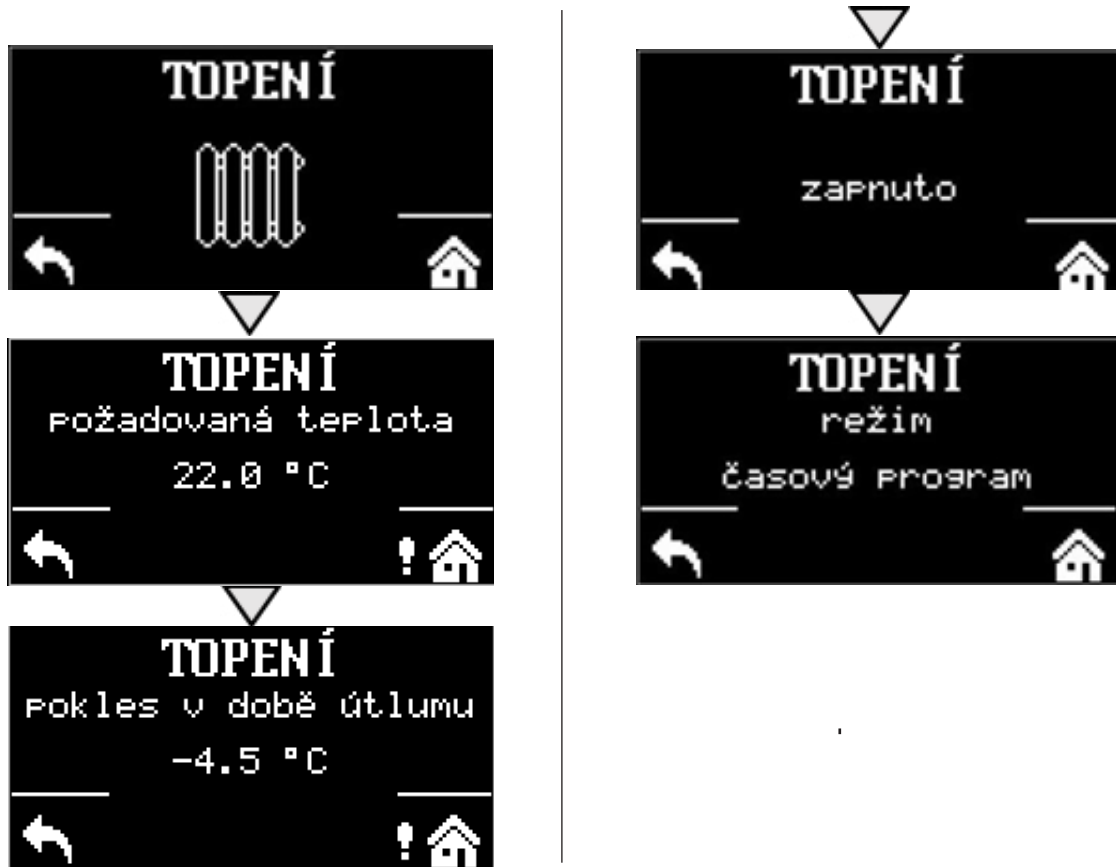 TOPENÍ
TOPENÍ
požadovaná teplota
22.0 °C
!
TOPENÍ
pokles v době útlumu
-4.5 °C
!
TOPENÍ
zapnuto
TOPENÍ
režim
časový program